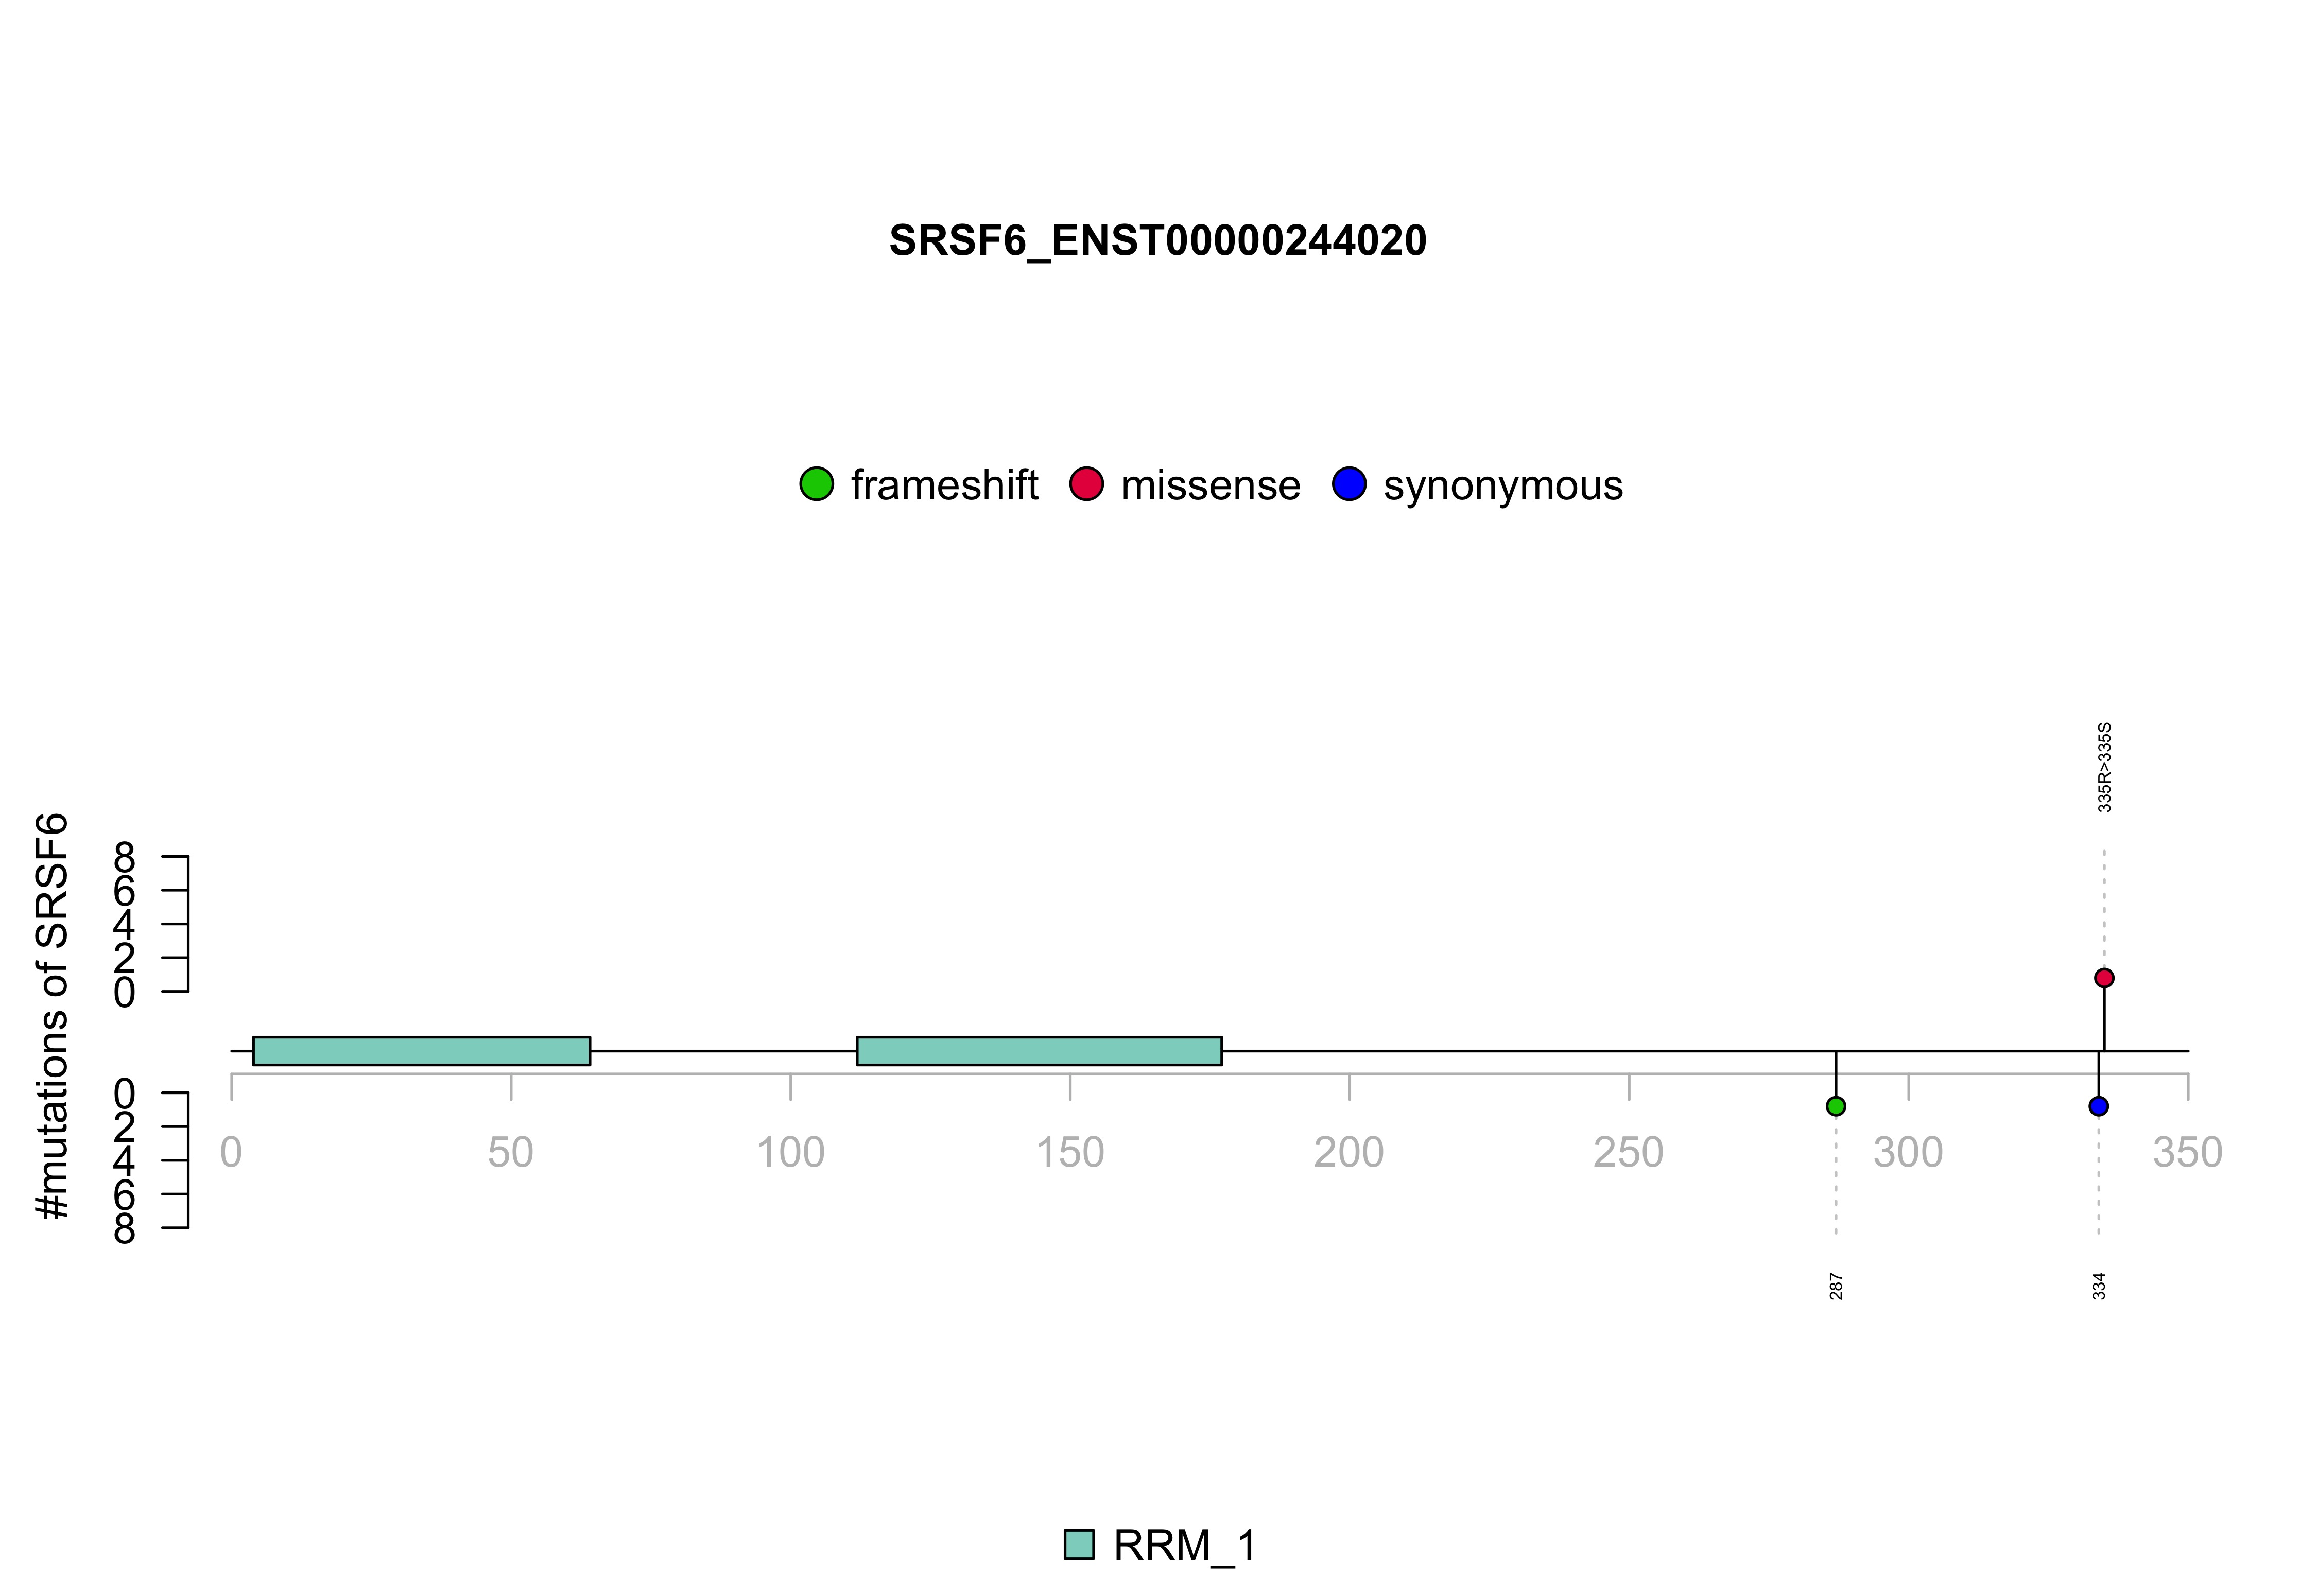 SRSF6_ENST00000244020
frameshift missense synonymous
335R>335S
#mutations of SRSF6
8
6
4
2
0
0
2
4
6
8
0 50 100 150 200 250 300 350
287 334
RRM_1